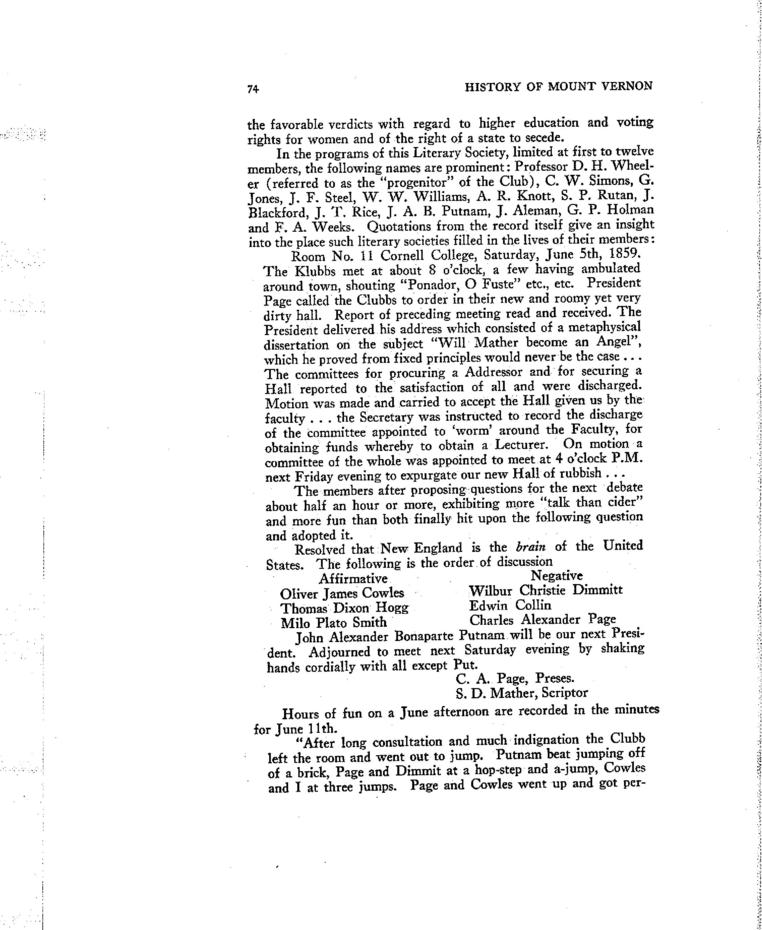 74 HISTORY OF MOUNT VERNON
the favorable verdicts with regard to higher education and voting
rights for women and of the right of a state to secede.
In the programs of this Literary Society, limited at first to twelve
members, the following names are prominent: Professor D. H. Wheel-
er (referred to as the “progenitor” of the Club), C. W. Simons, G.
Jones, J. F. Steel, W. W. Williams, A. R. Knott, S. P. Rutan, J.
Blackford, J. T. Rice, J. A. B. Putnam, J. Aleman, G. P. Holman
and F. A. Weeks. Quotations from the record itself give an insight
into the place such literary societies filled in the lives of their members:
Room No. 11 Cornell College, Saturday, June 5th, 1859.
The Klubbs met at about 8 o’clock, a few having ambulated
around town, shouting “Ponador, O Fuste” etc., etc. President
Page called the Clubbs to order in their new and roomy yet very
dirty hall. Report of preceding meeting read and received. The
President delivered his address which consisted of a metaphysical
dissertation on the subject “Will Mather become an Angel”,
which he proved from fixed principles would never be the case . . .
The committees for procuring a Addressor and for securing a
Hall reported to the satisfaction of all and were discharged.
Motion was made and carried to accept the Hall given us by the
faculty . . . the Secretary was instructed to record the discharge
of the committee appointed to ‘worm’ around the Faculty, for
obtaining funds whereby to obtain a Lecturer. On motion a
committee of the whole was appointed to meet at 4 o’clock P.M.
next Friday evening to expurgate our new Hall of rubbish . . .
The members after proposing questions for the next debate
about half an hour or more, exhibiting more “talk than cider”
and more fun than both finally hit upon the following question
and adopted it.
Resolved that New England is the brain of the United
States. The following is the order of discussion
Affirmative Negative
Oliver James Cowles Wilbur Christie Dimmitt
Thomas Dixon Hogg Edwin Collin
Milo Plato Smith Charles Alexander Page
John Alexander Bonaparte Putnam will be our next Presi-
dent. Adjourned to meet next Saturday evening by shaking
hands cordially with all except Put.
C. A. Page, Preses.
S. D. Mather, Scriptor
Hours of fun on a June afternoon are recorded in the minutes
for June 11th.
“After long consultation and much indignation the Clubb
left the room and went out to jump. Putnam beat jumping off
of a brick, Page and Dimmit at a hop-step and a-jump, Cowles
and I at three jumps. Page and Cowles went up and got per-